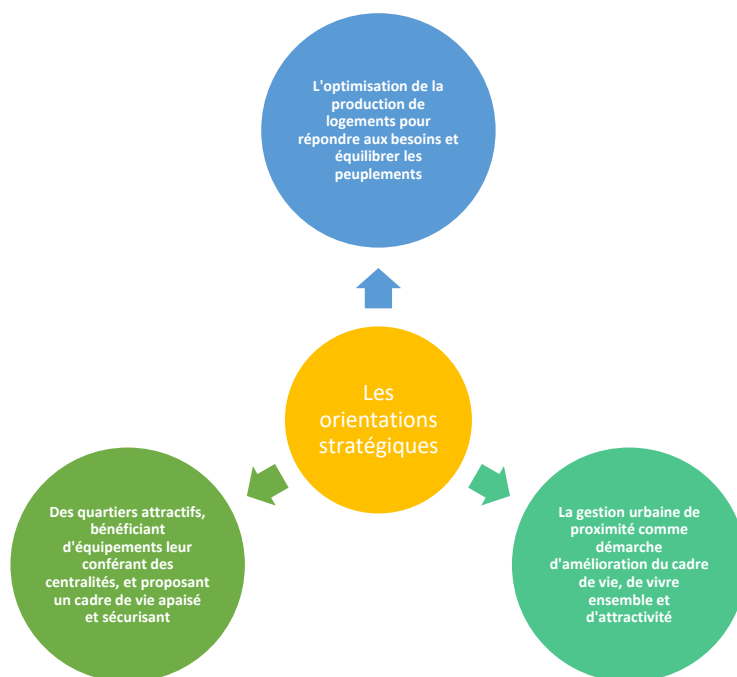 L'optimisation de la
production de
logements pour
répondre aux besoins et
équilibrer les
peuplements
Les
orientations
stratégiques
Des quartiers attractifs,
bénéficiant
d'équipements leur
conférant des
centralités, et proposant
un cadre de vie apaisé
et sécurisant
La gestion urbaine de
proximité comme
démarche
d'amélioration du cadre
de vie, de vivre
ensemble et
d'attractivité